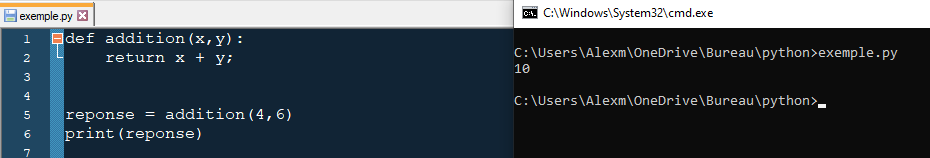 exemple.py
1 def addition(x,y):
2     return x + y;
3
4
5 reponse = addition(4,6)
6 print(reponse)
7
C:\Windows\System32\cmd.exe
C:\Users\Alexm\OneDrive\Bureau\python>exemple.py
10
C:\Users\Alexm\OneDrive\Bureau\python>